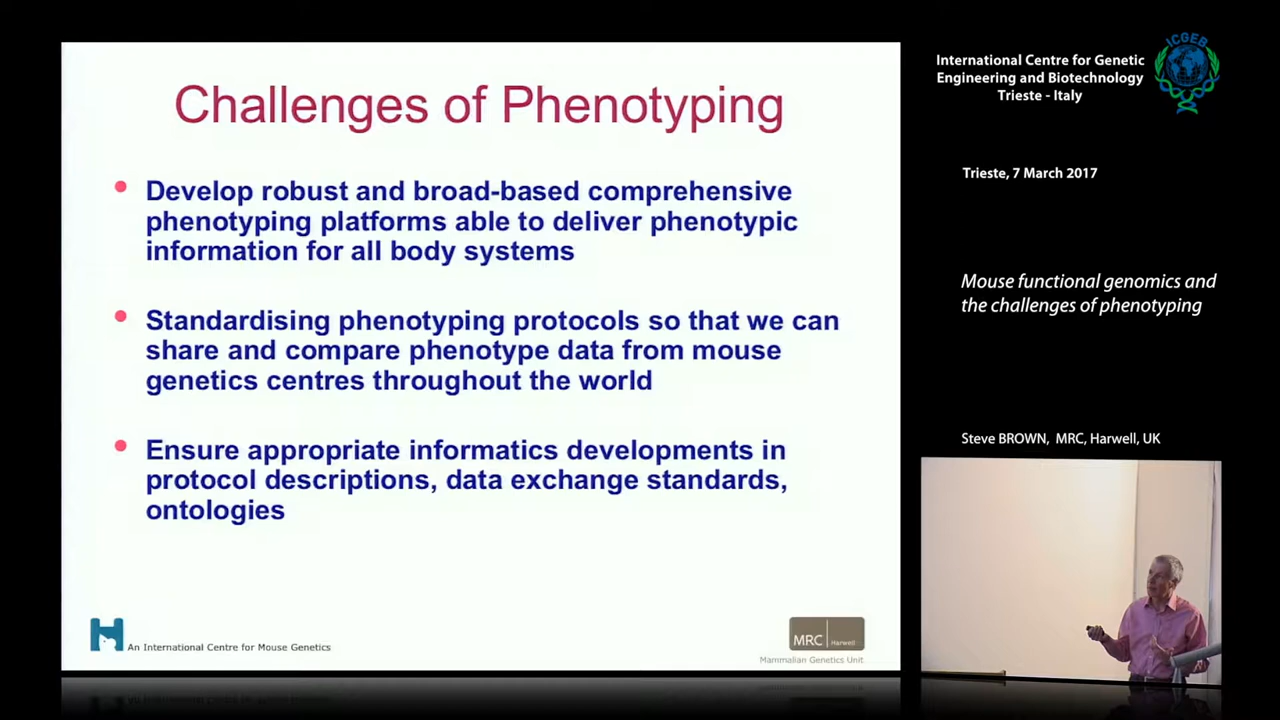 Challenges of Phenotyping
Develop robust and broad-based comprehensive
phenotyping platforms able to deliver phenotypic
information for all body systems
Standardising phenotyping protocols so that we can
share and compare phenotype data from mouse
genetics centres throughout the world
Ensure appropriate informatics developments in
protocol descriptions, data exchange standards,
ontologies
H
An International Centre for Mouse Genetics
MRC Harwell
Mammalian Genetics Unit
International Centre for Genetic
Engineering and Biotechnology
Trieste - Italy
ICGEB
Trieste, 7 March 2017
Mouse functional genomics and
the challenges of phenotyping
Steve BROWN, MRC, Harwell, UK